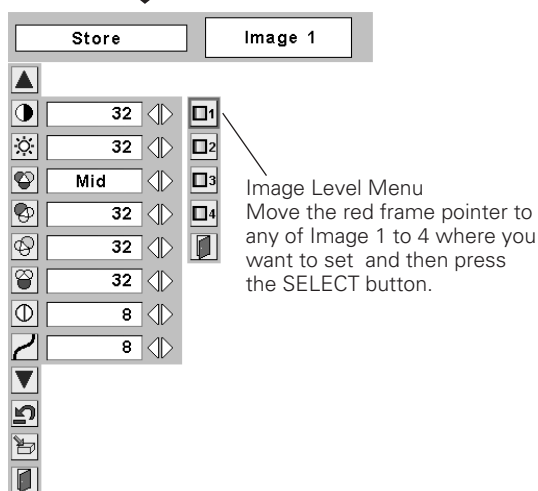 Store Image 1
32 1
32 2
Mid 3
32 4
32
32
8
8
Image Level Menu
Move the red frame pointer to
any of Image 1 to 4 where you
want to set and then press
the SELECT button.